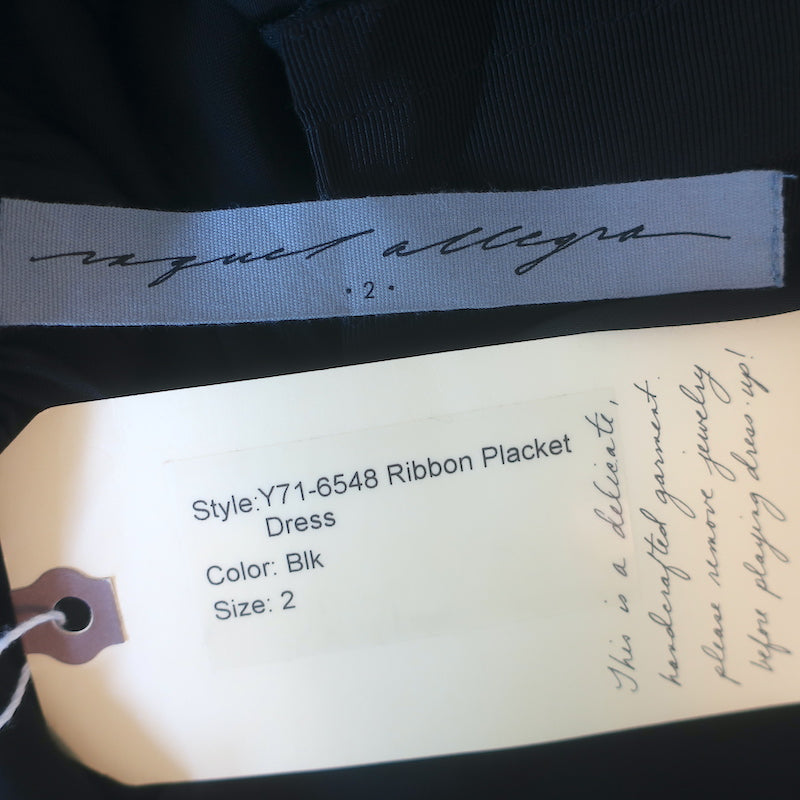 raquel allegra
· 2 ·
Style:Y71-6548 Ribbon Placket
Dress
Color: Blk
Size: 2
This is a delicate,
handcrafted garment.
please remove jewelry
before playing dress-up!